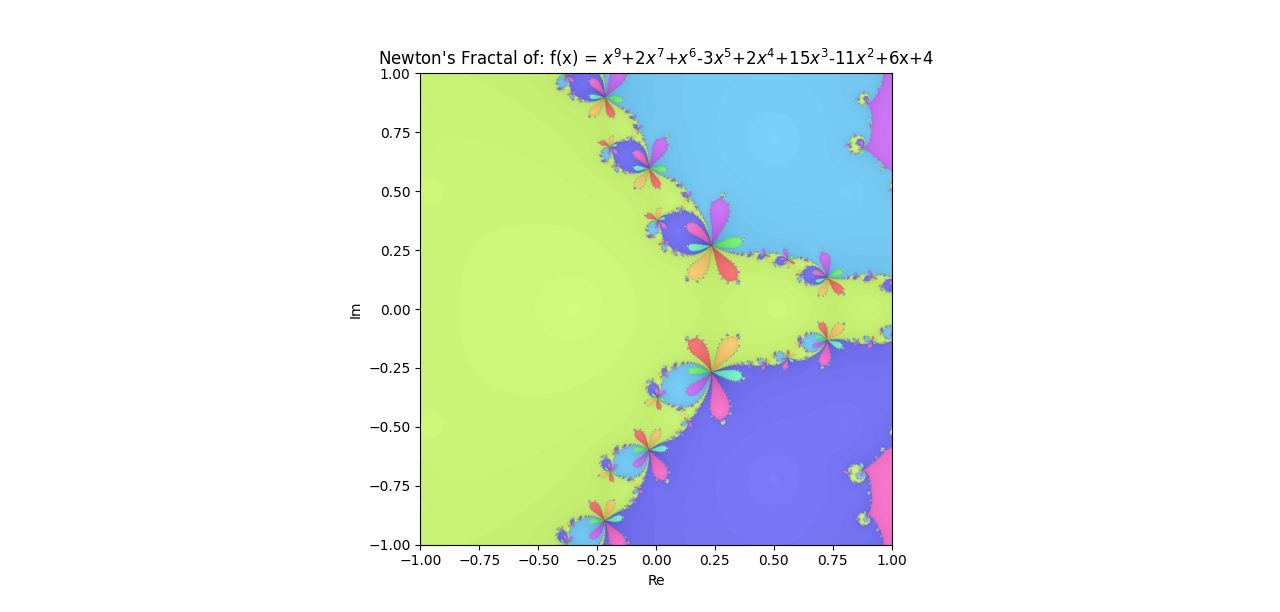 Newton's Fractal of: f(x) = x⁹+2x⁷+x⁶-3x⁵+2x⁴+15x³-11x²+6x+4
1.00
0.75
0.50
0.25
0.00
−0.25
−0.50
−0.75
−1.00
Im
−1.00 −0.75 −0.50 −0.25 0.00 0.25 0.50 0.75 1.00
Re